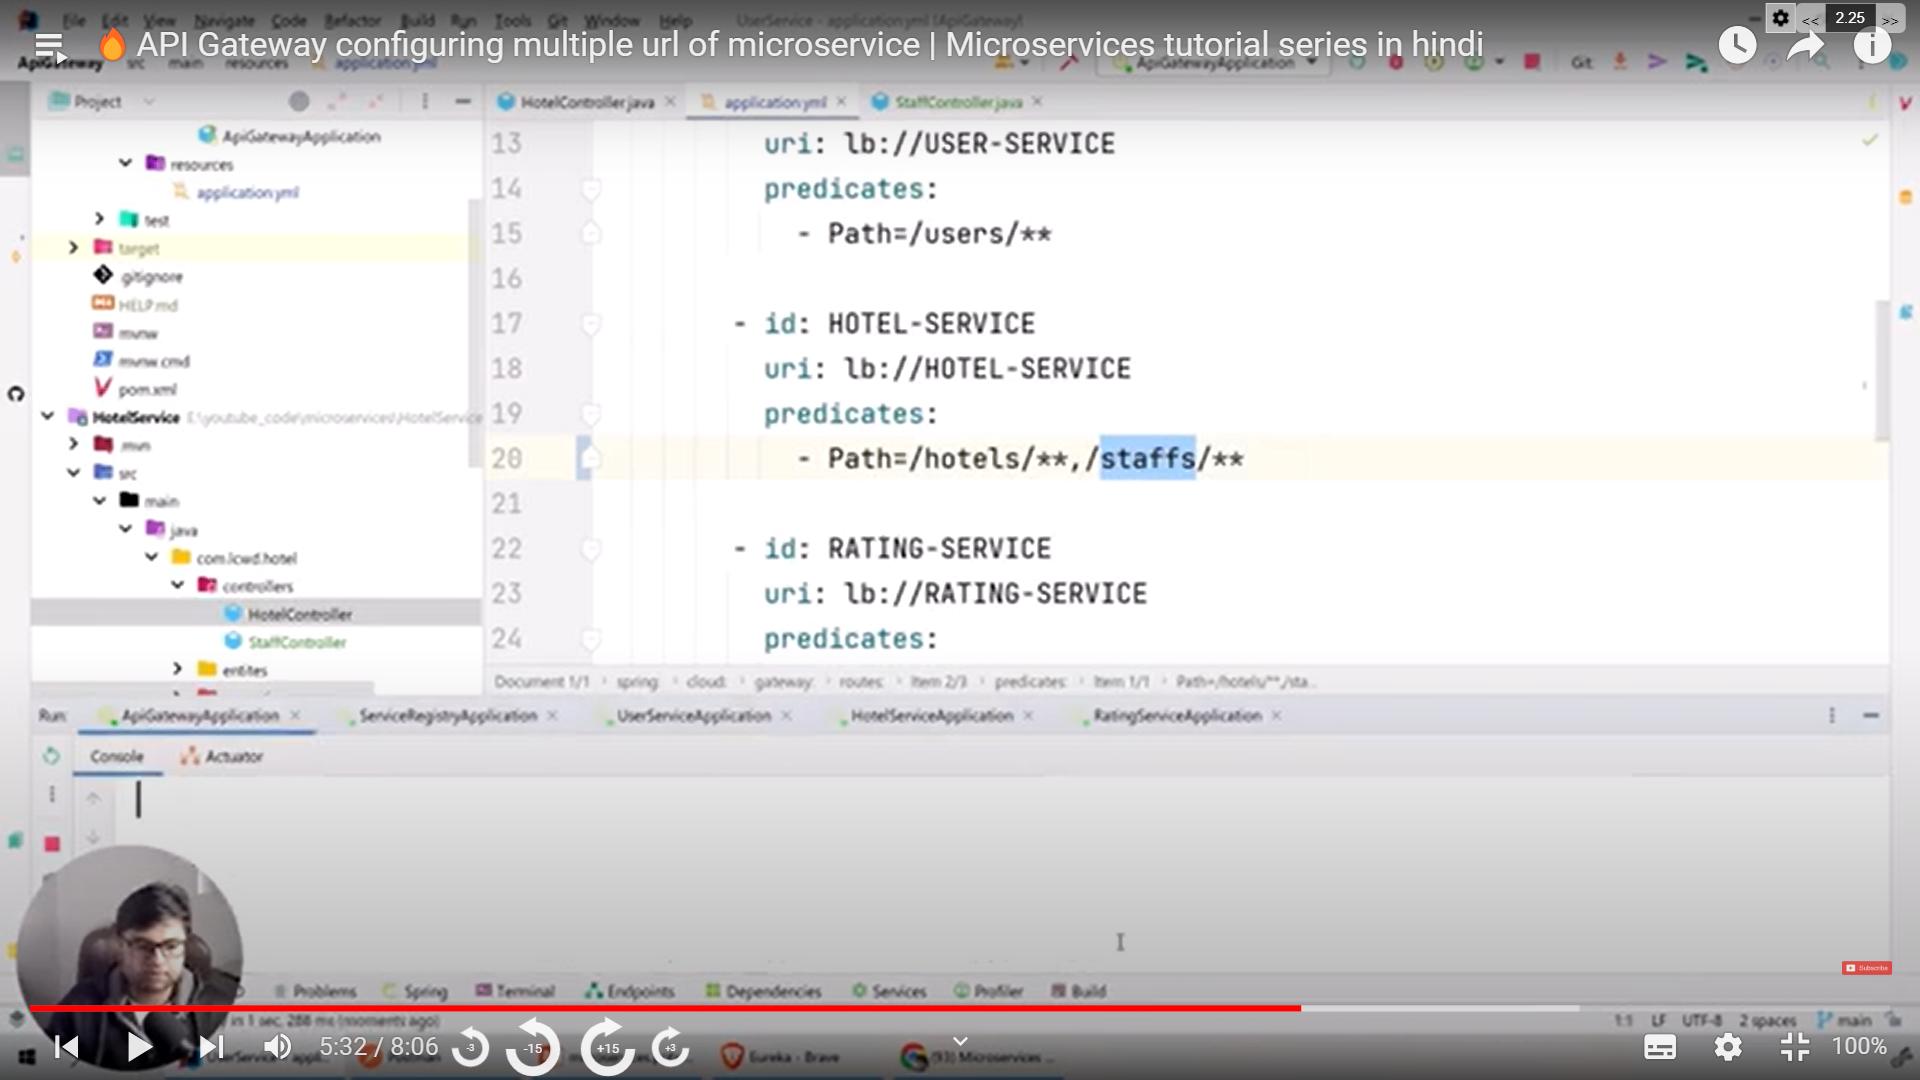 File Edit View Navigate Code Refactor Build Run Tools Git Window Help UserService - application.yml [ApiGateway]
<< 2.25 >>
🔥 API Gateway configuring multiple url of microservice | Microservices tutorial series in hindi
ApiGateway src main resources application.yml
ApiGatewayApplication
Git:
Project
HotelController.java
application.yml
StaffController.java
ApiGatewayApplication
resources
application.yml
test
target
.gitignore
HELP.md
mvnw
mvnw.cmd
pom.xml
HotelService E:\youtube_code\microservices\HotelService
.mvn
src
main
java
com.lcwd.hotel
controllers
HotelController
StaffController
entites
13 uri: lb://USER-SERVICE
14 predicates:
15 - Path=/users/**
16
17 - id: HOTEL-SERVICE
18 uri: lb://HOTEL-SERVICE
19 predicates:
20 - Path=/hotels/**,/staffs/**
21
22 - id: RATING-SERVICE
23 uri: lb://RATING-SERVICE
24 predicates:
Document 1/1 › spring: › cloud: › gateway: › routes: › Item 2/3 › predicates: › Item 1/1 › Path=/hotels/**,/sta...
Run: ApiGatewayApplication ServiceRegistryApplication UserServiceApplication HotelServiceApplication RatingServiceApplication
Console Actuator
Subscribe
Problems Spring Terminal Endpoints Dependencies Services Profiler Build
in 1 sec, 288 ms (moments ago)
1:1 LF UTF-8 2 spaces main
5:32 / 8:06
-3 -15 +15 +3
Eureka - Brave
(93) Microservices ...
100%